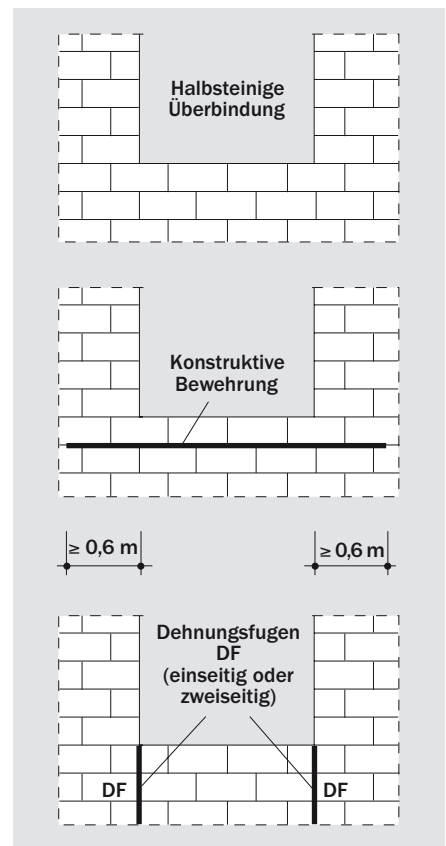 Halbsteinige
Überbindung
Konstruktive
Bewehrung
≥ 0,6 m
≥ 0,6 m
Dehnungsfugen
DF
(einseitig oder
zweiseitig)
DF
DF